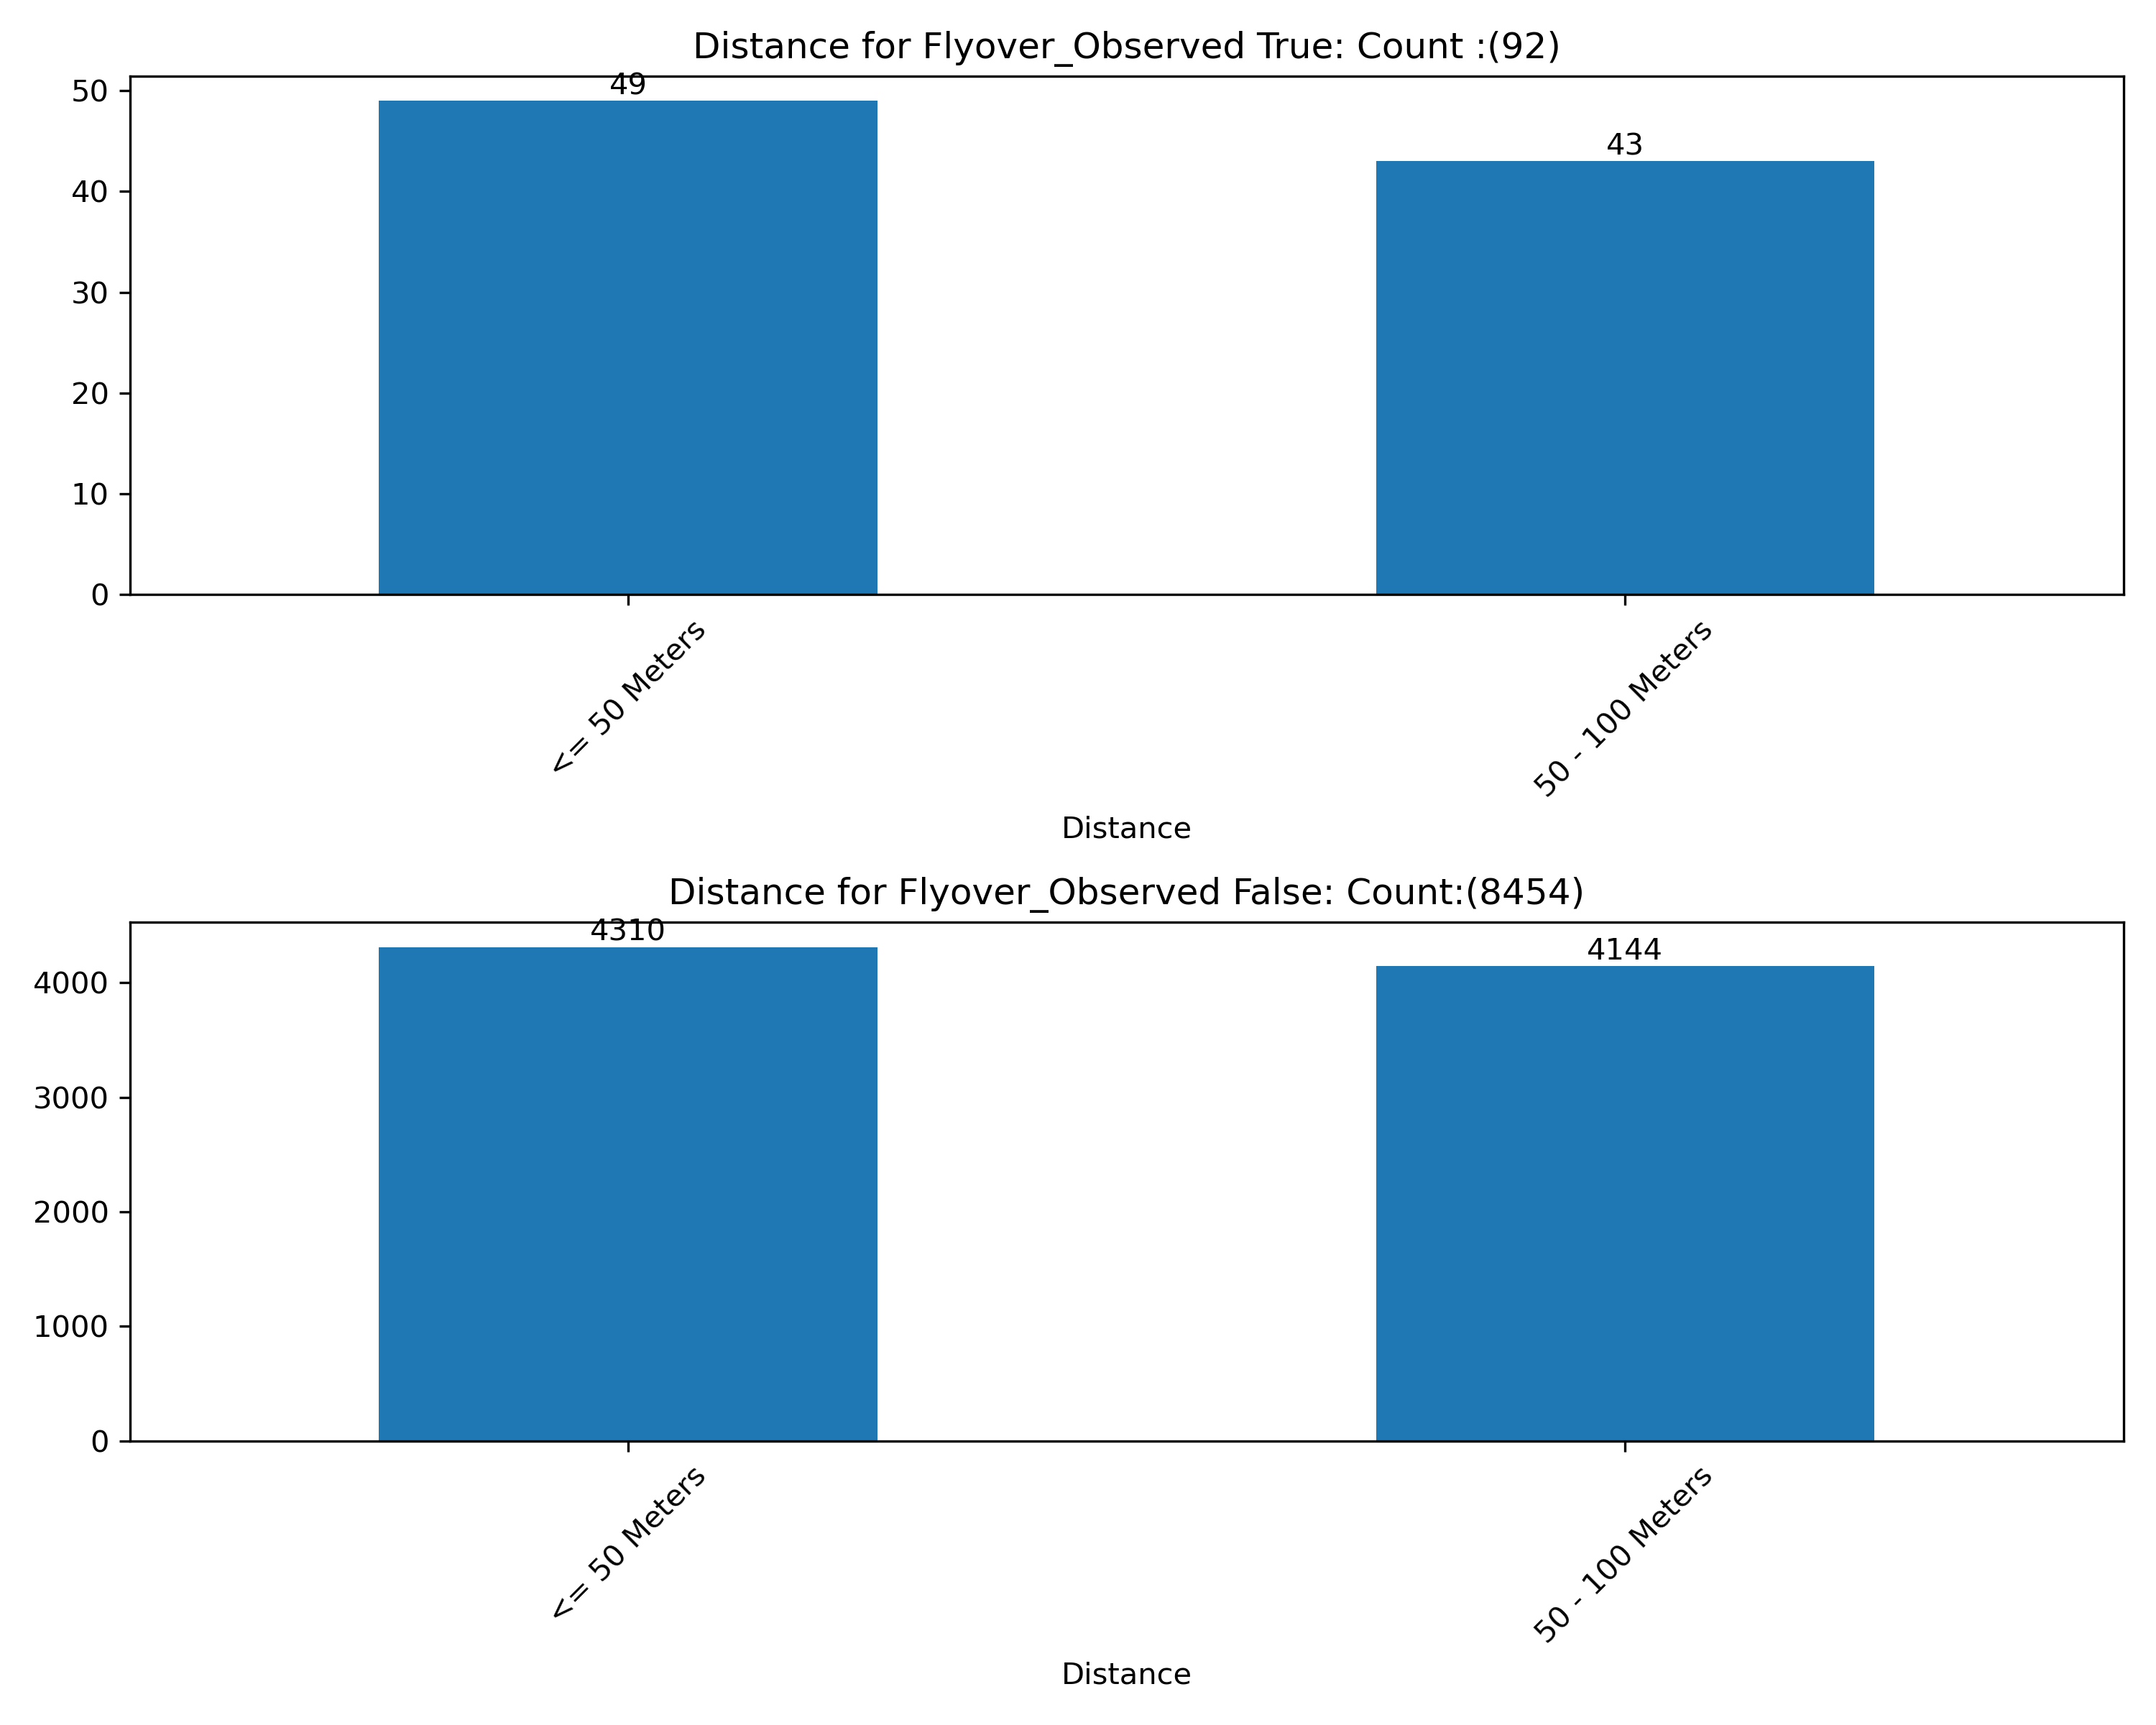 Distance for Flyover_Observed True: Count :(92)
50
40
30
20
10
0
49
43
<= 50 Meters
50 - 100 Meters
Distance
Distance for Flyover_Observed False: Count:(8454)
4000
3000
2000
1000
0
4310
4144
<= 50 Meters
50 - 100 Meters
Distance